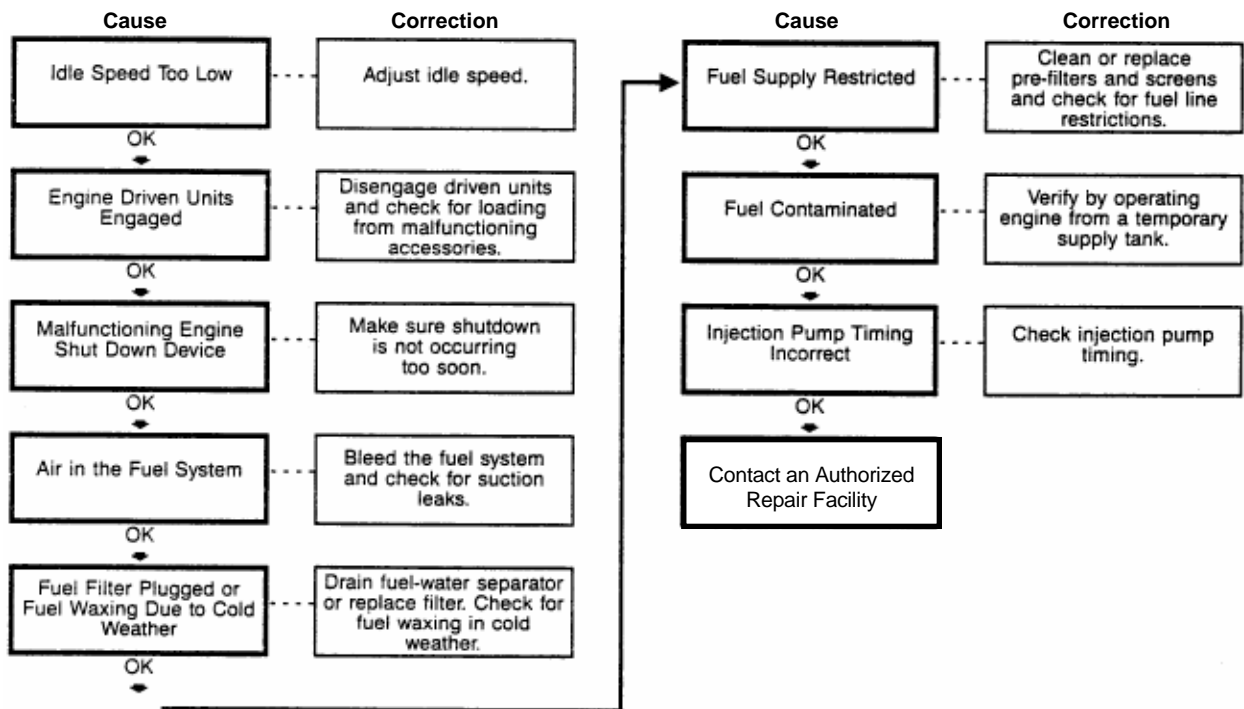 Cause
Correction
Idle Speed Too Low
Adjust idle speed.
OK
Engine Driven Units
Engaged
Disengage driven units
and check for loading
from malfunctioning
accessories.
OK
Malfunctioning Engine
Shut Down Device
Make sure shutdown
is not occurring
too soon.
OK
Air in the Fuel System
Bleed the fuel system
and check for suction
leaks.
OK
Fuel Filter Plugged or
Fuel Waxing Due to Cold
Weather
Drain fuel-water separator
or replace filter. Check for
fuel waxing in cold
weather.
OK
Cause
Correction
Fuel Supply Restricted
Clean or replace
pre-filters and screens
and check for fuel line
restrictions.
OK
Fuel Contaminated
Verify by operating
engine from a temporary
supply tank.
OK
Injection Pump Timing
Incorrect
Check injection pump
timing.
OK
Contact an Authorized
Repair Facility